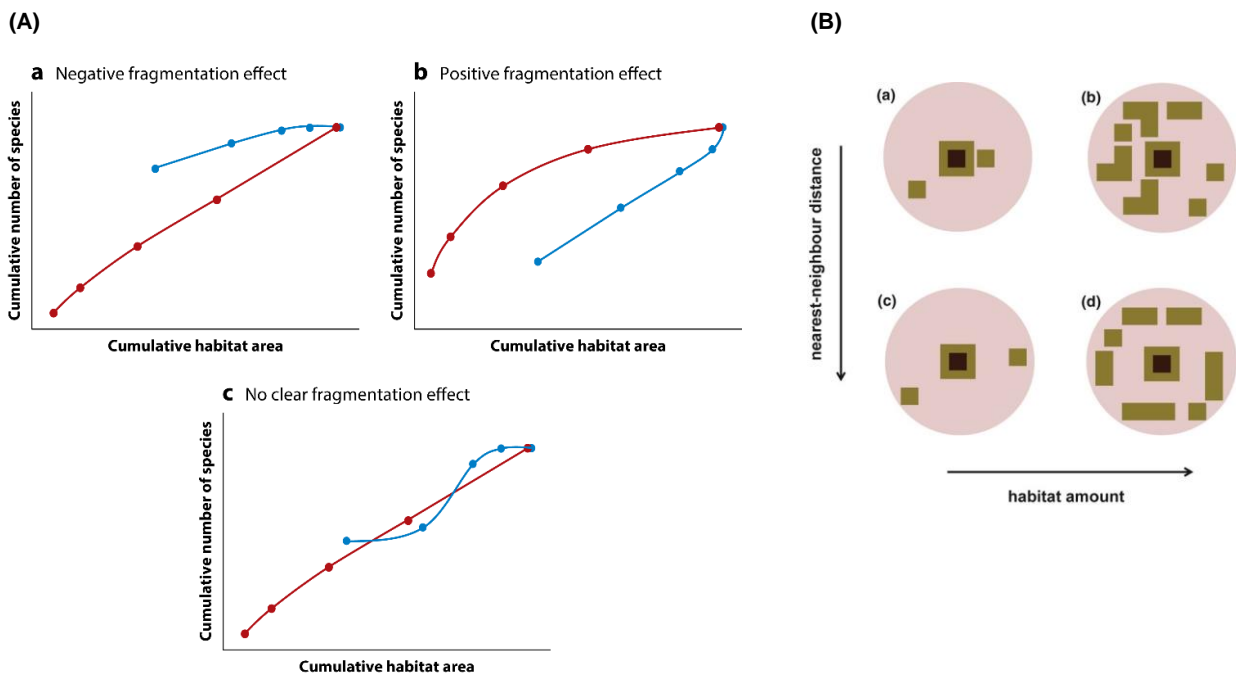 (A)
(B)
a Negative fragmentation effect
Cumulative number of species
Cumulative habitat area
b Positive fragmentation effect
Cumulative number of species
Cumulative habitat area
c No clear fragmentation effect
Cumulative number of species
Cumulative habitat area
(a)
(b)
(c)
(d)
nearest-neighbour distance
habitat amount